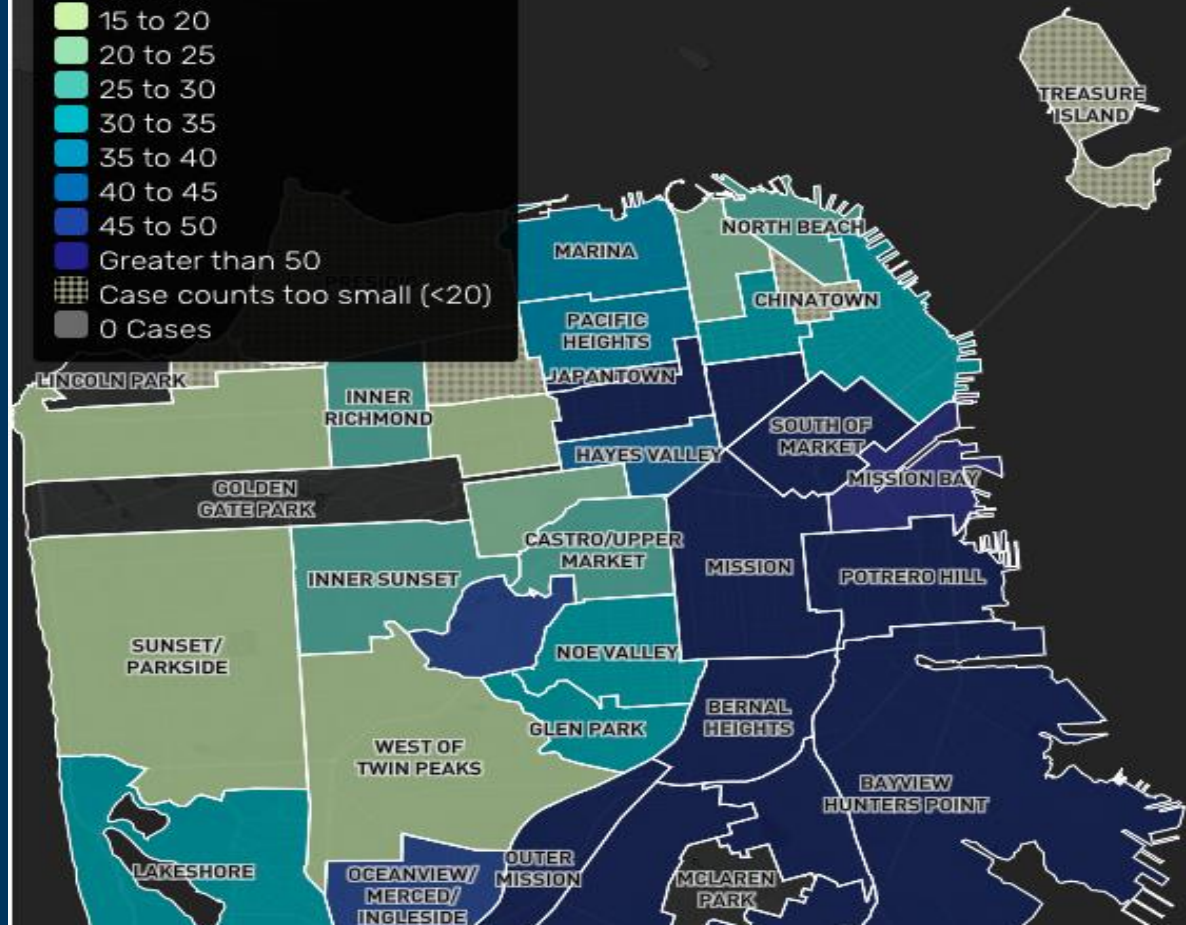 15 to 20
20 to 25
25 to 30
30 to 35
35 to 40
40 to 45
45 to 50
Greater than 50
Case counts too small (<20)
0 Cases
TREASURE
ISLAND
NORTH BEACH
MARINA
CHINATOWN
PACIFIC
HEIGHTS
JAPANTOWN
LINCOLN PARK
INNER
RICHMOND
SOUTH OF
MARKET
HAYES VALLEY
MISSION BAY
GOLDEN
GATE PARK
CASTRO/UPPER
MARKET
MISSION
POTRERO HILL
INNER SUNSET
SUNSET/
PARKSIDE
NOE VALLEY
BERNAL
HEIGHTS
GLEN PARK
WEST OF
TWIN PEAKS
BAYVIEW
HUNTERS POINT
LAKESHORE
OCEANVIEW/
MERCED/
INGLESIDE
OUTER
MISSION
MCLAREN
PARK